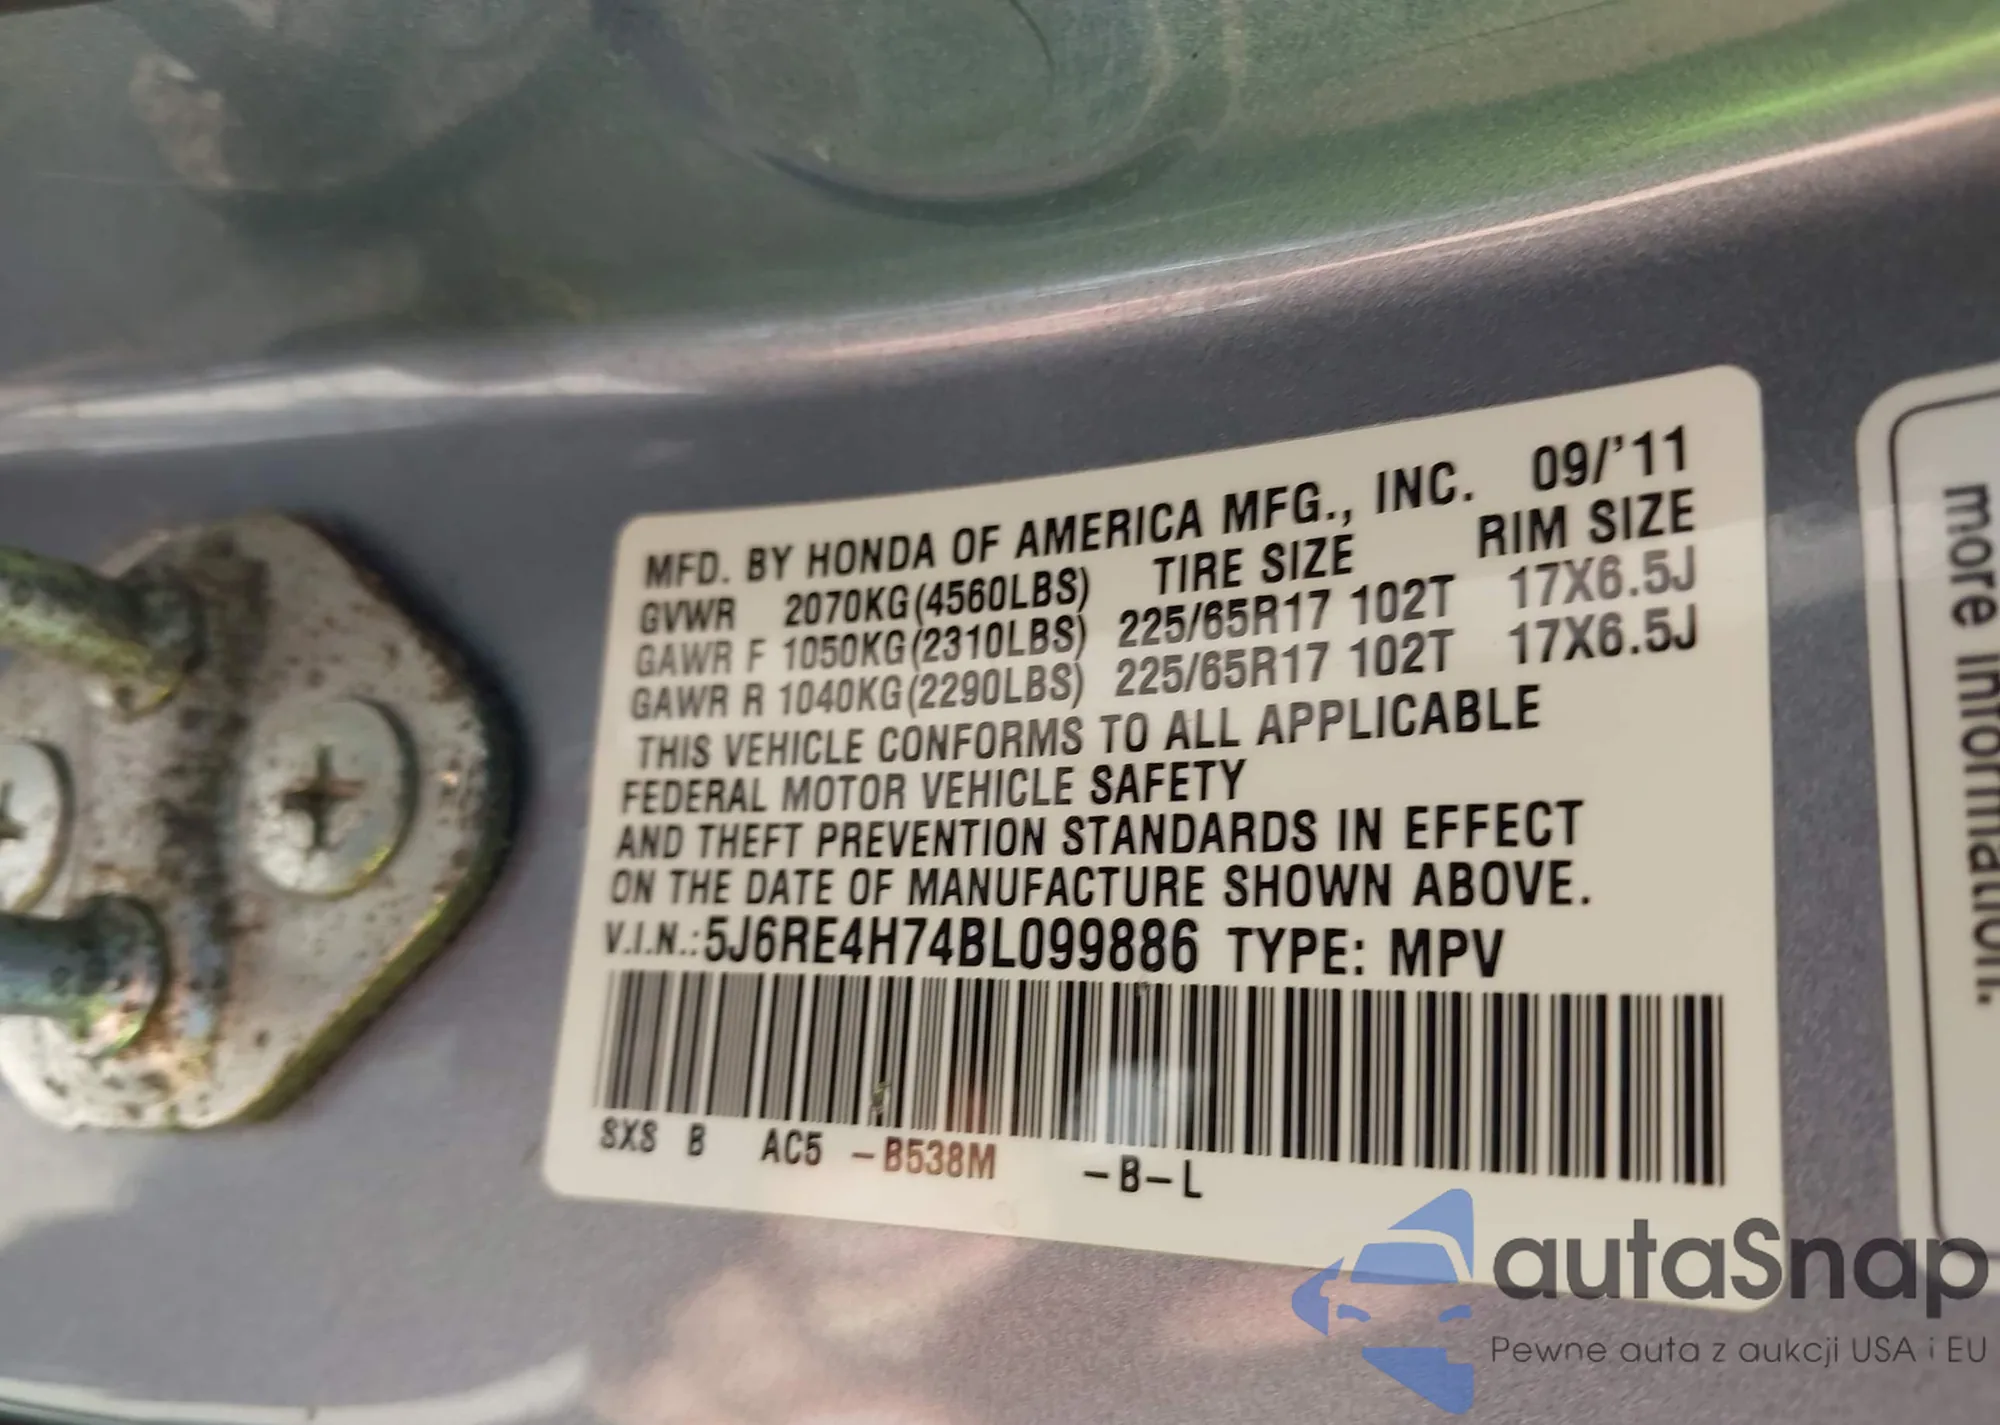 MFD. BY HONDA OF AMERICA MFG., INC. 09/'11
GVWR 2070KG(4560LBS) TIRE SIZE RIM SIZE
GAWR F 1050KG(2310LBS) 225/65R17 102T 17X6.5J
GAWR R 1040KG(2290LBS) 225/65R17 102T 17X6.5J
THIS VEHICLE CONFORMS TO ALL APPLICABLE
FEDERAL MOTOR VEHICLE SAFETY
AND THEFT PREVENTION STANDARDS IN EFFECT
ON THE DATE OF MANUFACTURE SHOWN ABOVE.
V.I.N.:5J6RE4H74BL099886 TYPE: MPV
SXS B AC5 -B538M -B-L
more information.
autaSnap
Pewne auta z aukcji USA i EU